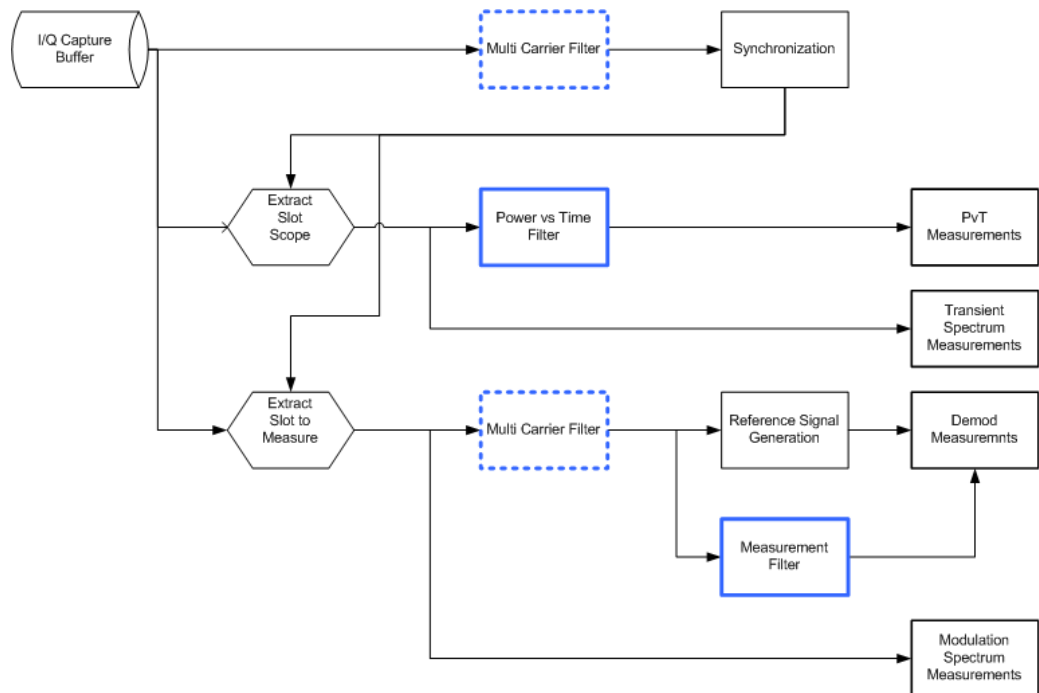 I/Q Capture
Buffer
Multi Carrier Filter
Synchronization
Extract
Slot
Scope
Power vs Time
Filter
PvT
Measurements
Transient
Spectrum
Measurements
Extract
Slot to
Measure
Multi Carrier Filter
Reference Signal
Generation
Demod
Measuremnts
Measurement
Filter
Modulation
Spectrum
Measurements